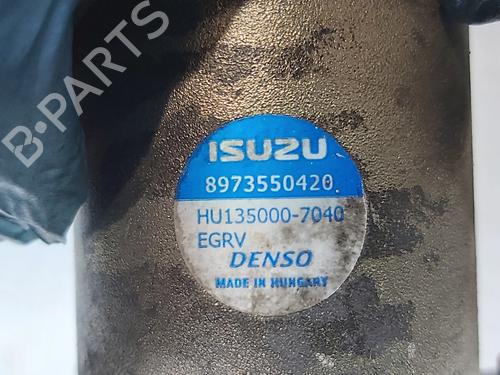 B-PARTS
ISUZU
8973550420
HU135000-7040
EGRV
DENSO
MADE IN HUNGARY